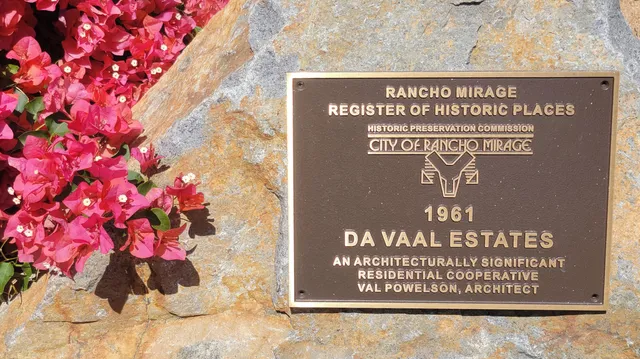 RANCHO MIRAGE
REGISTER OF HISTORIC PLACES
HISTORIC PRESERVATION COMMISSION
CITY OF RANCHO MIRAGE
1961
DA VAAL ESTATES
AN ARCHITECTURALLY SIGNIFICANT
RESIDENTIAL COOPERATIVE
VAL POWELSON, ARCHITECT